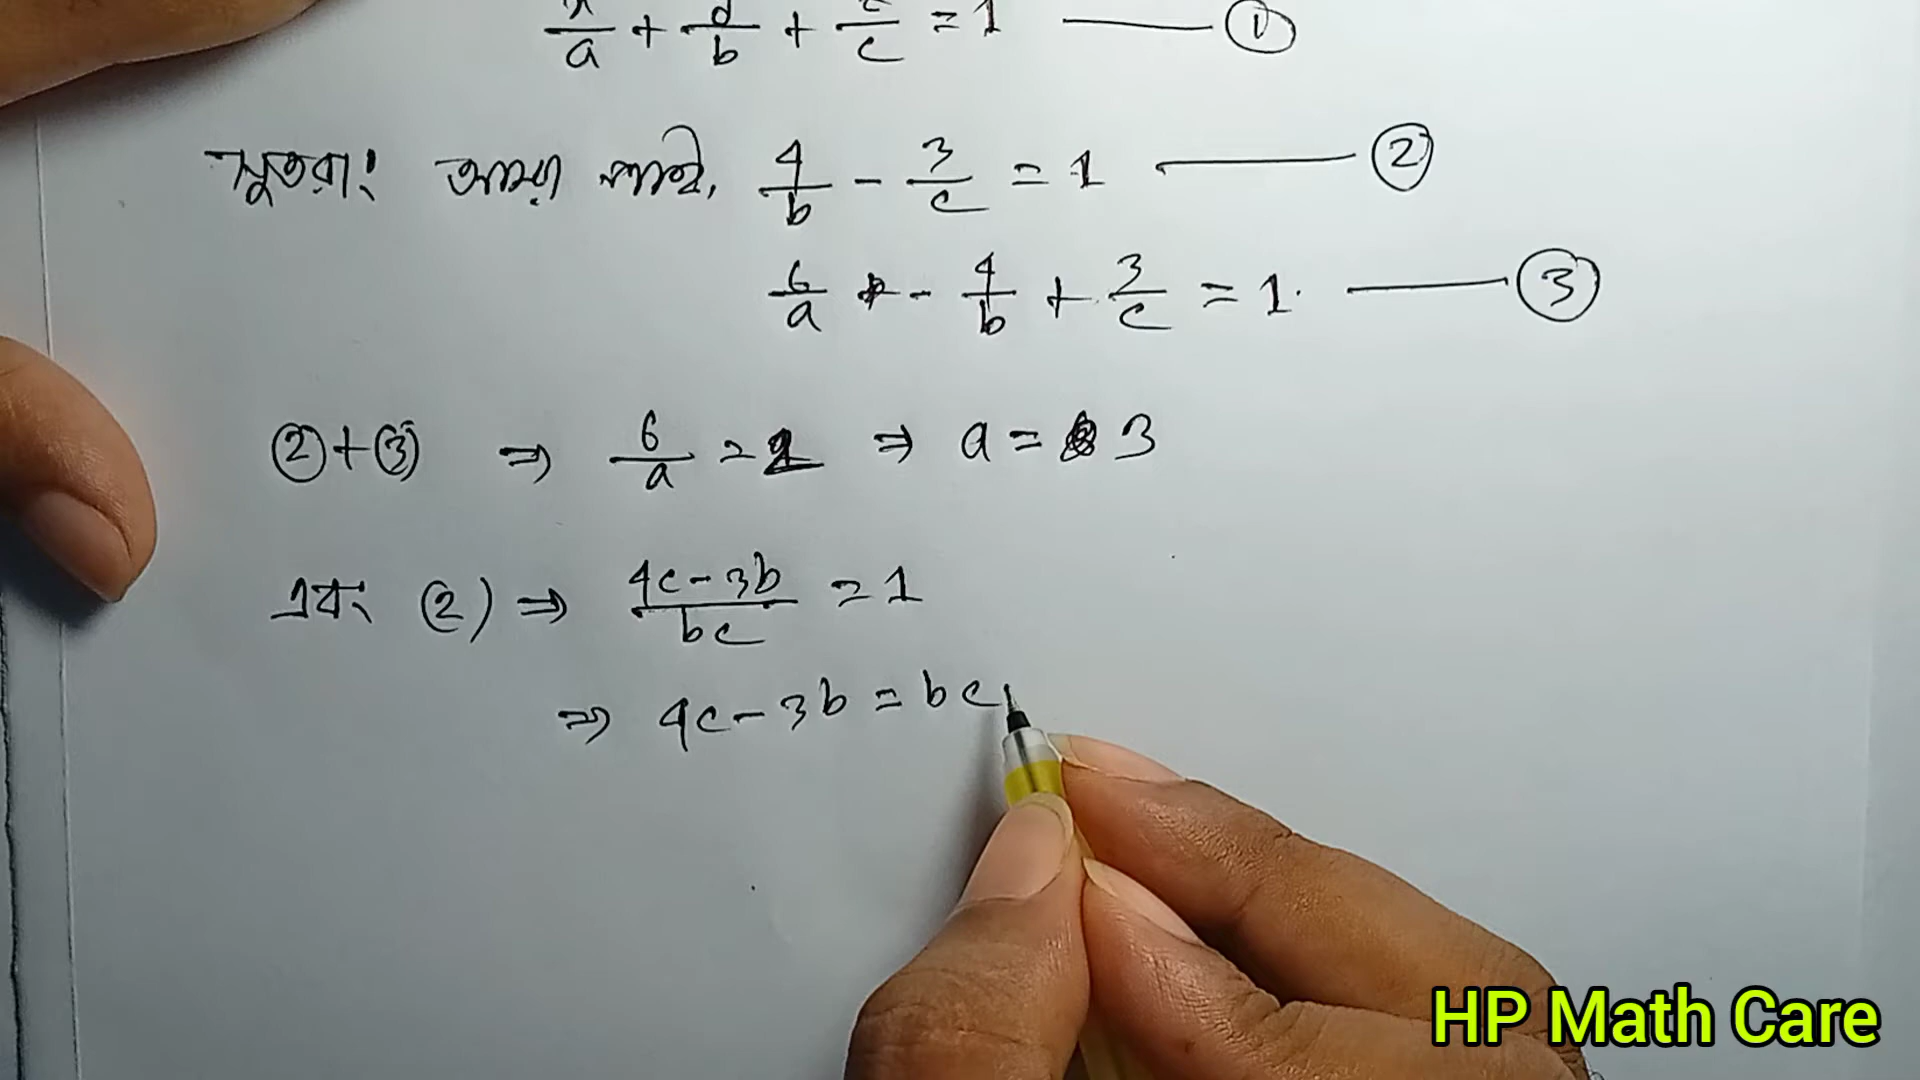 x/a + y/b + z/c = 1 —— ①
সুতরাং আমরা পাই, 4/b - 3/c = 1 —— ②
6/a - 4/b + 3/c = 1. —— ③
②+③ ⇒ 6/a = 2 ⇒ a = 3
এবং (2) ⇒ 4c-3b/bc = 1
⇒ 4c-3b = bc
HP Math Care